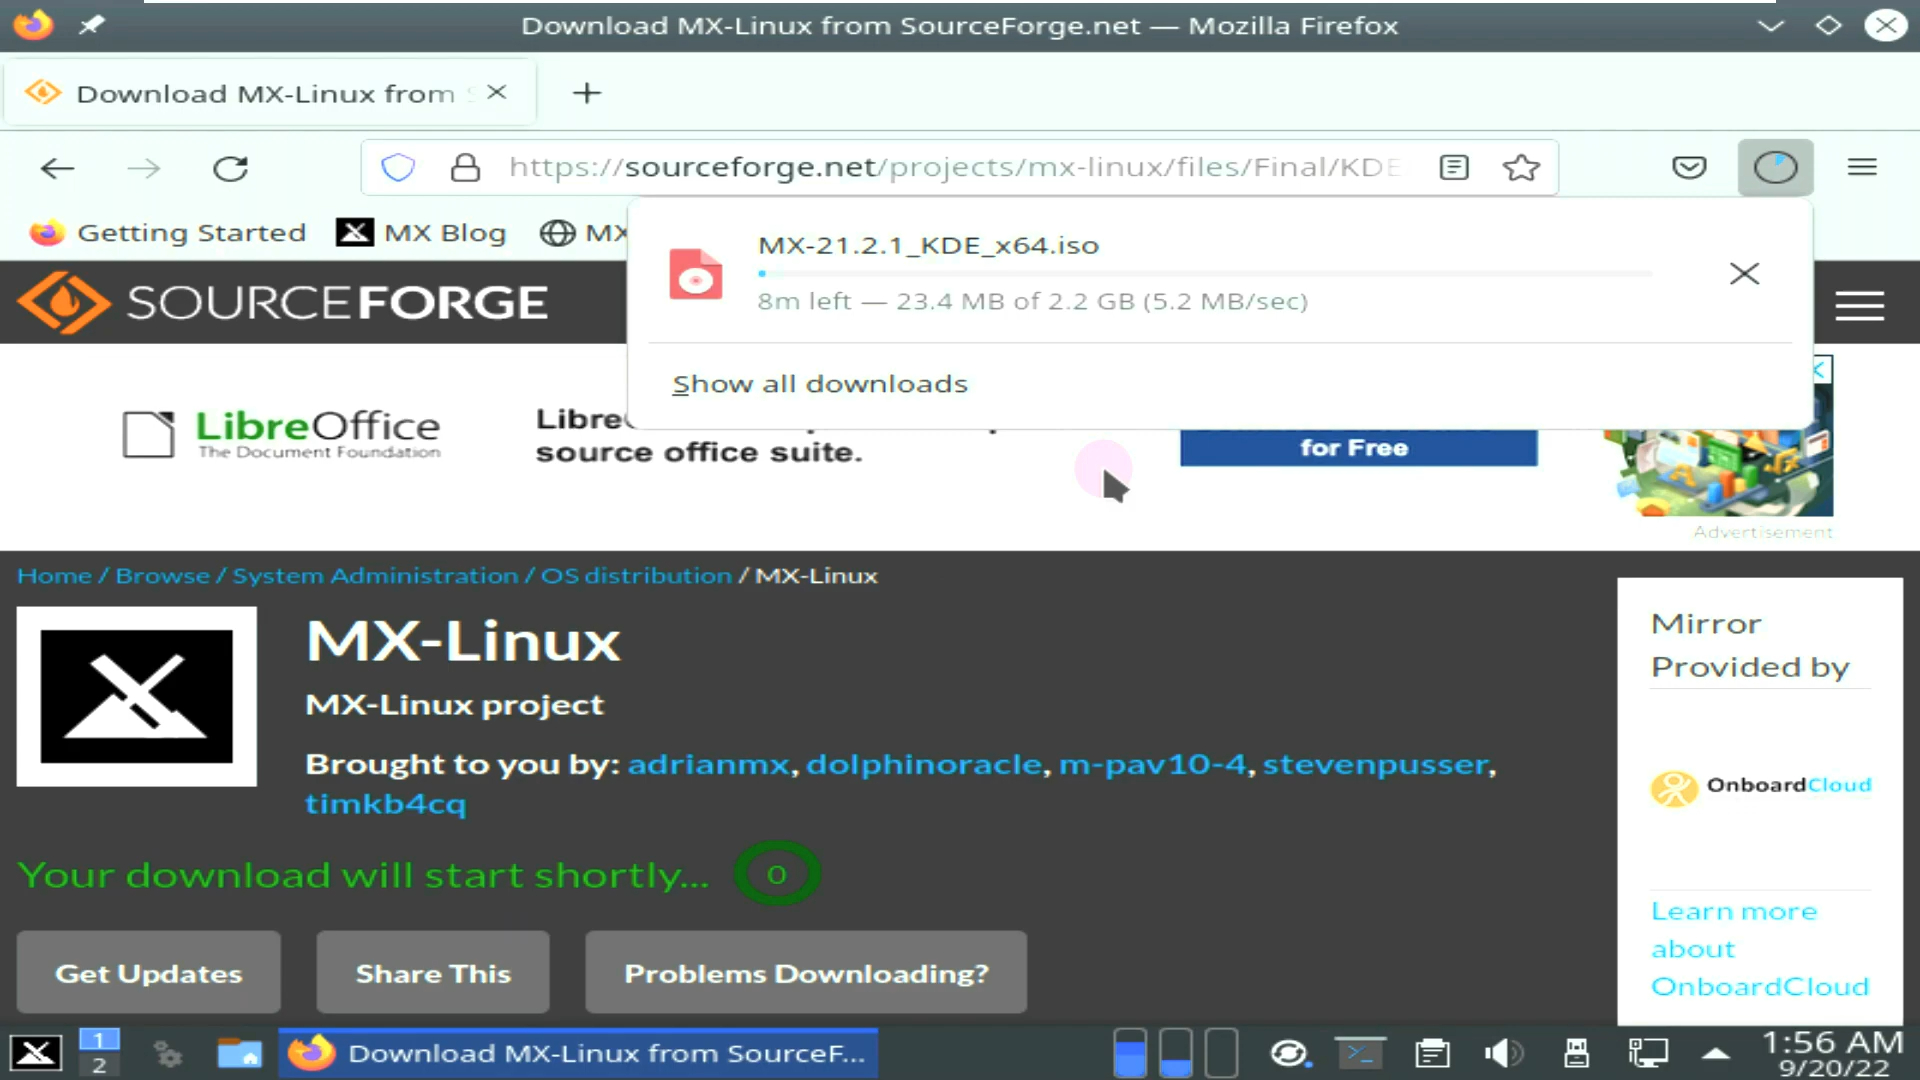 Download MX-Linux from SourceForge.net — Mozilla Firefox
Download MX-Linux from
https://sourceforge.net/projects/mx-linux/files/Final/KDE
Getting Started
MX Blog
MX
MX-21.2.1_KDE_x64.iso
8m left — 23.4 MB of 2.2 GB (5.2 MB/sec)
Show all downloads
SOURCEFORGE
LibreOffice
The Document Foundation
Libre
source office suite.
for Free
Advertisement
Home / Browse / System Administration / OS distribution / MX-Linux
MX-Linux
MX-Linux project
Brought to you by: adrianmx, dolphinoracle, m-pav10-4, stevenpusser,
timkb4cq
Your download will start shortly...
0
Get Updates
Share This
Problems Downloading?
Mirror
Provided by
OnboardCloud
Learn more
about
OnboardCloud
1
2
Download MX-Linux from SourceF...
1:56 AM
9/20/22